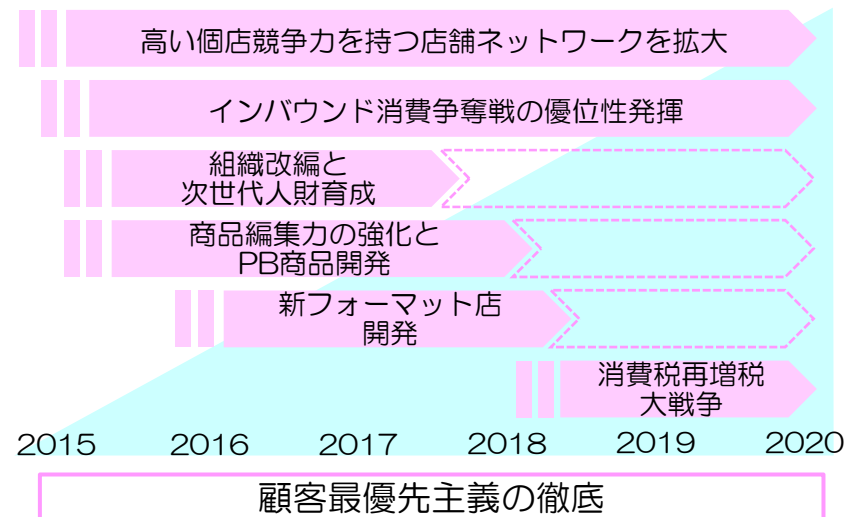 高い個店競争力を持つ店舗ネットワークを拡大
インバウンド消費争奪戦の優位性発揮
組織改編と
次世代人財育成
商品編集力の強化と
PB商品開発
新フォーマット店
開発
消費税再増税
大戦争
2015 2016 2017 2018 2019 2020
顧客最優先主義の徹底